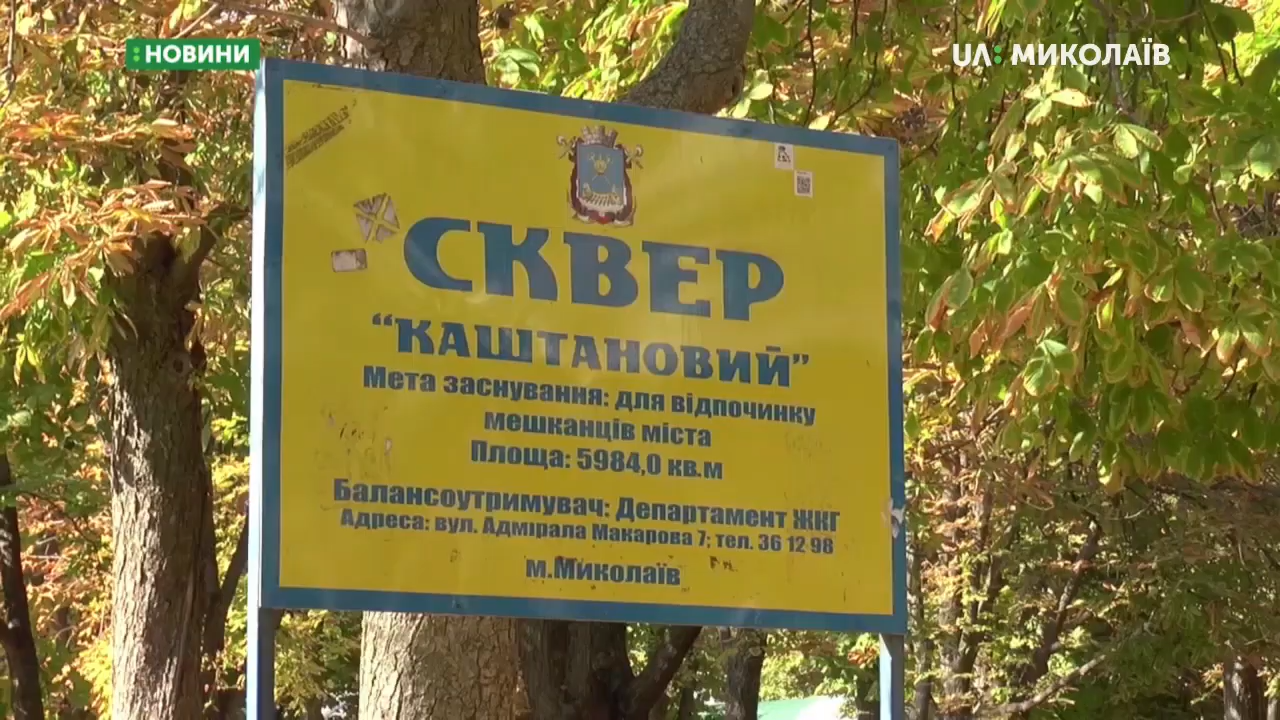 :НОВИНИ
UA: МИКОЛАЇВ
СКВЕР
“КАШТАНОВИЙ”
Мета заснування: для відпочинку
мешканців міста
Площа: 5984,0 кв.м
Балансоутримувач: Департамент ЖКГ
Адреса: вул. Адмірала Макарова 7; тел. 36 12 98
м.Миколаїв